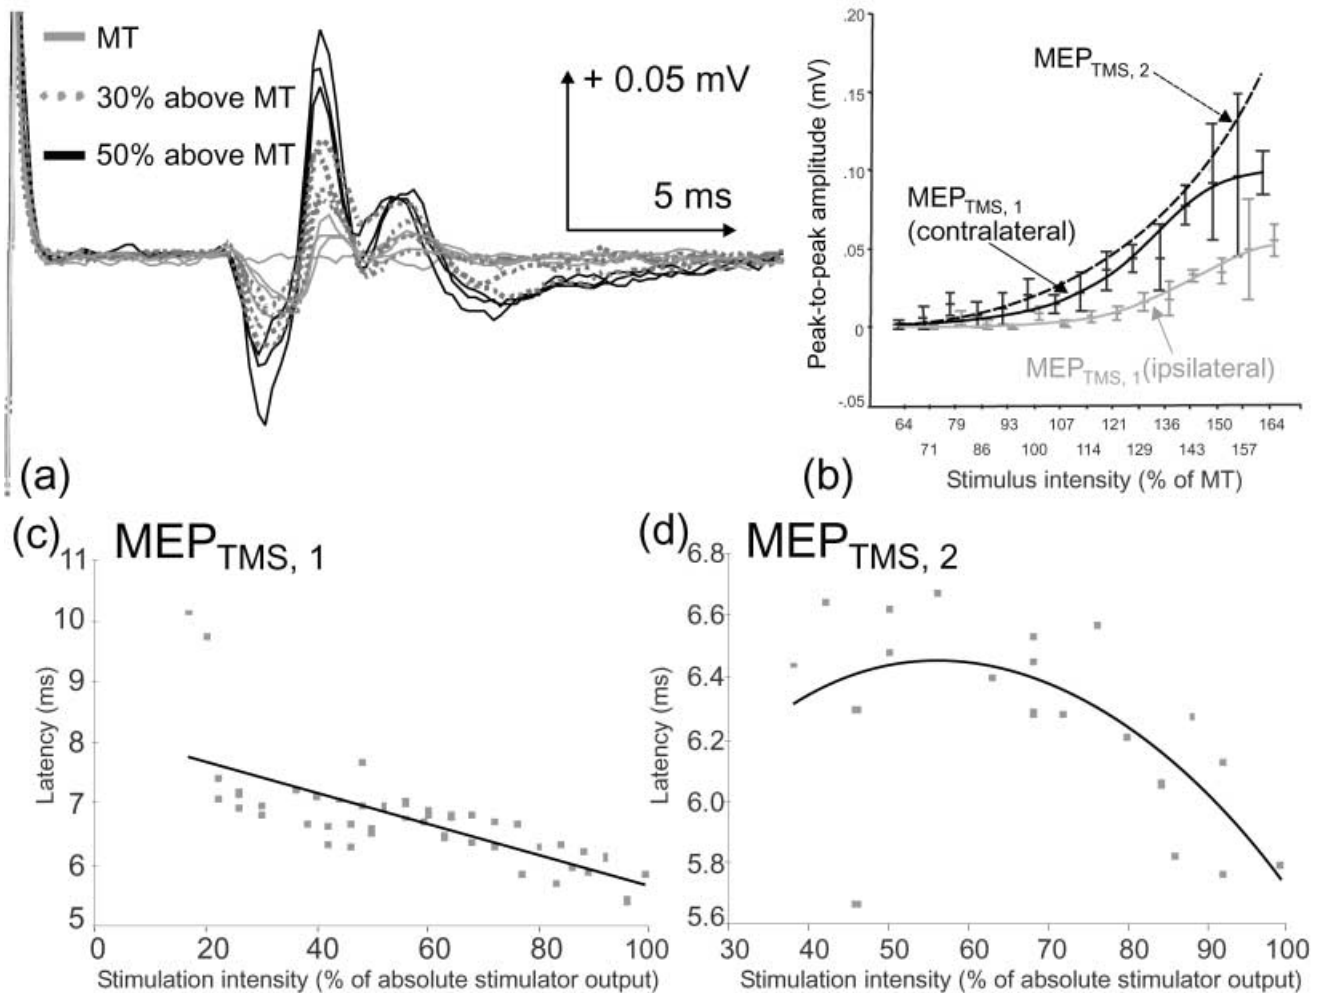 MT
30% above MT
50% above MT
+ 0.05 mV
5 ms
(a)
.20
.15
.10
.05
0
-.05
Peak-to-peak amplitude (mV)
MEPTMS, 2
MEPTMS, 1
(contralateral)
MEPTMS, 1(ipsilateral)
64 79 93 107 121 136 150 164
71 86 100 114 129 143 157
Stimulus intensity (% of MT)
(b)
(c)
MEPTMS, 1
11
10
9
8
7
6
5
Latency (ms)
0 20 40 60 80 100
Stimulation intensity (% of absolute stimulator output)
(d)
MEPTMS, 2
6.8
6.6
6.4
6.2
6.0
5.8
5.6
Latency (ms)
30 40 50 60 70 80 90 100
Stimulation intensity (% of absolute stimulator output)